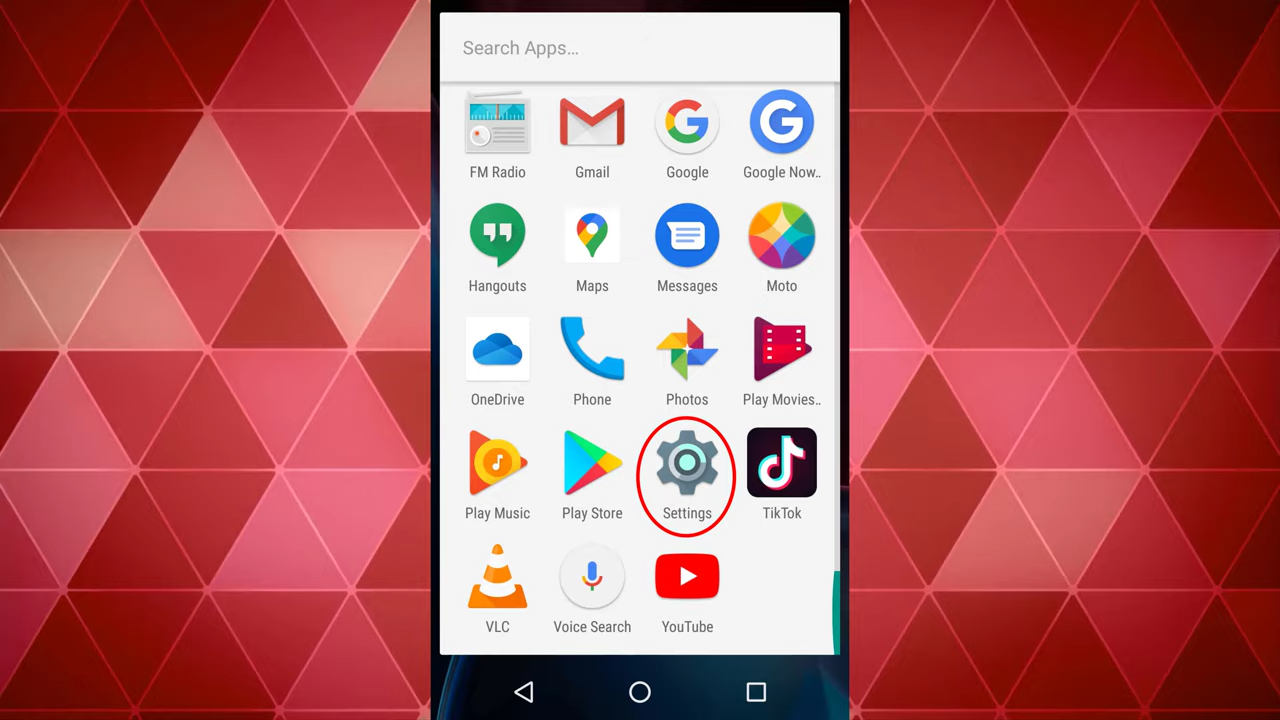 Search Apps...
FM Radio
Gmail
Google
Google Now..
Hangouts
Maps
Messages
Moto
OneDrive
Phone
Photos
Play Movies..
Play Music
Play Store
Settings
TikTok
VLC
Voice Search
YouTube